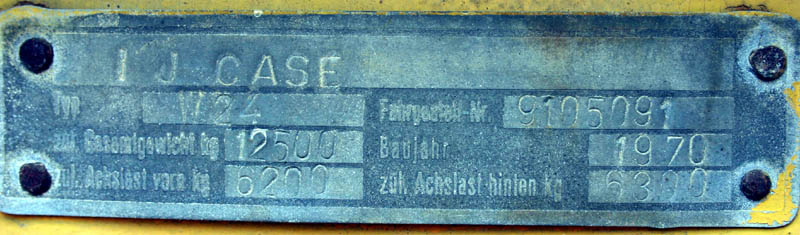 I J CASE
Typ W24 Fahrgestell-Nr. 9105091
zul. Gesamtgewicht kg 12500 Baujahr 1970
zul. Achslast vorn kg 6200 zul. Achslast hinten kg 6300